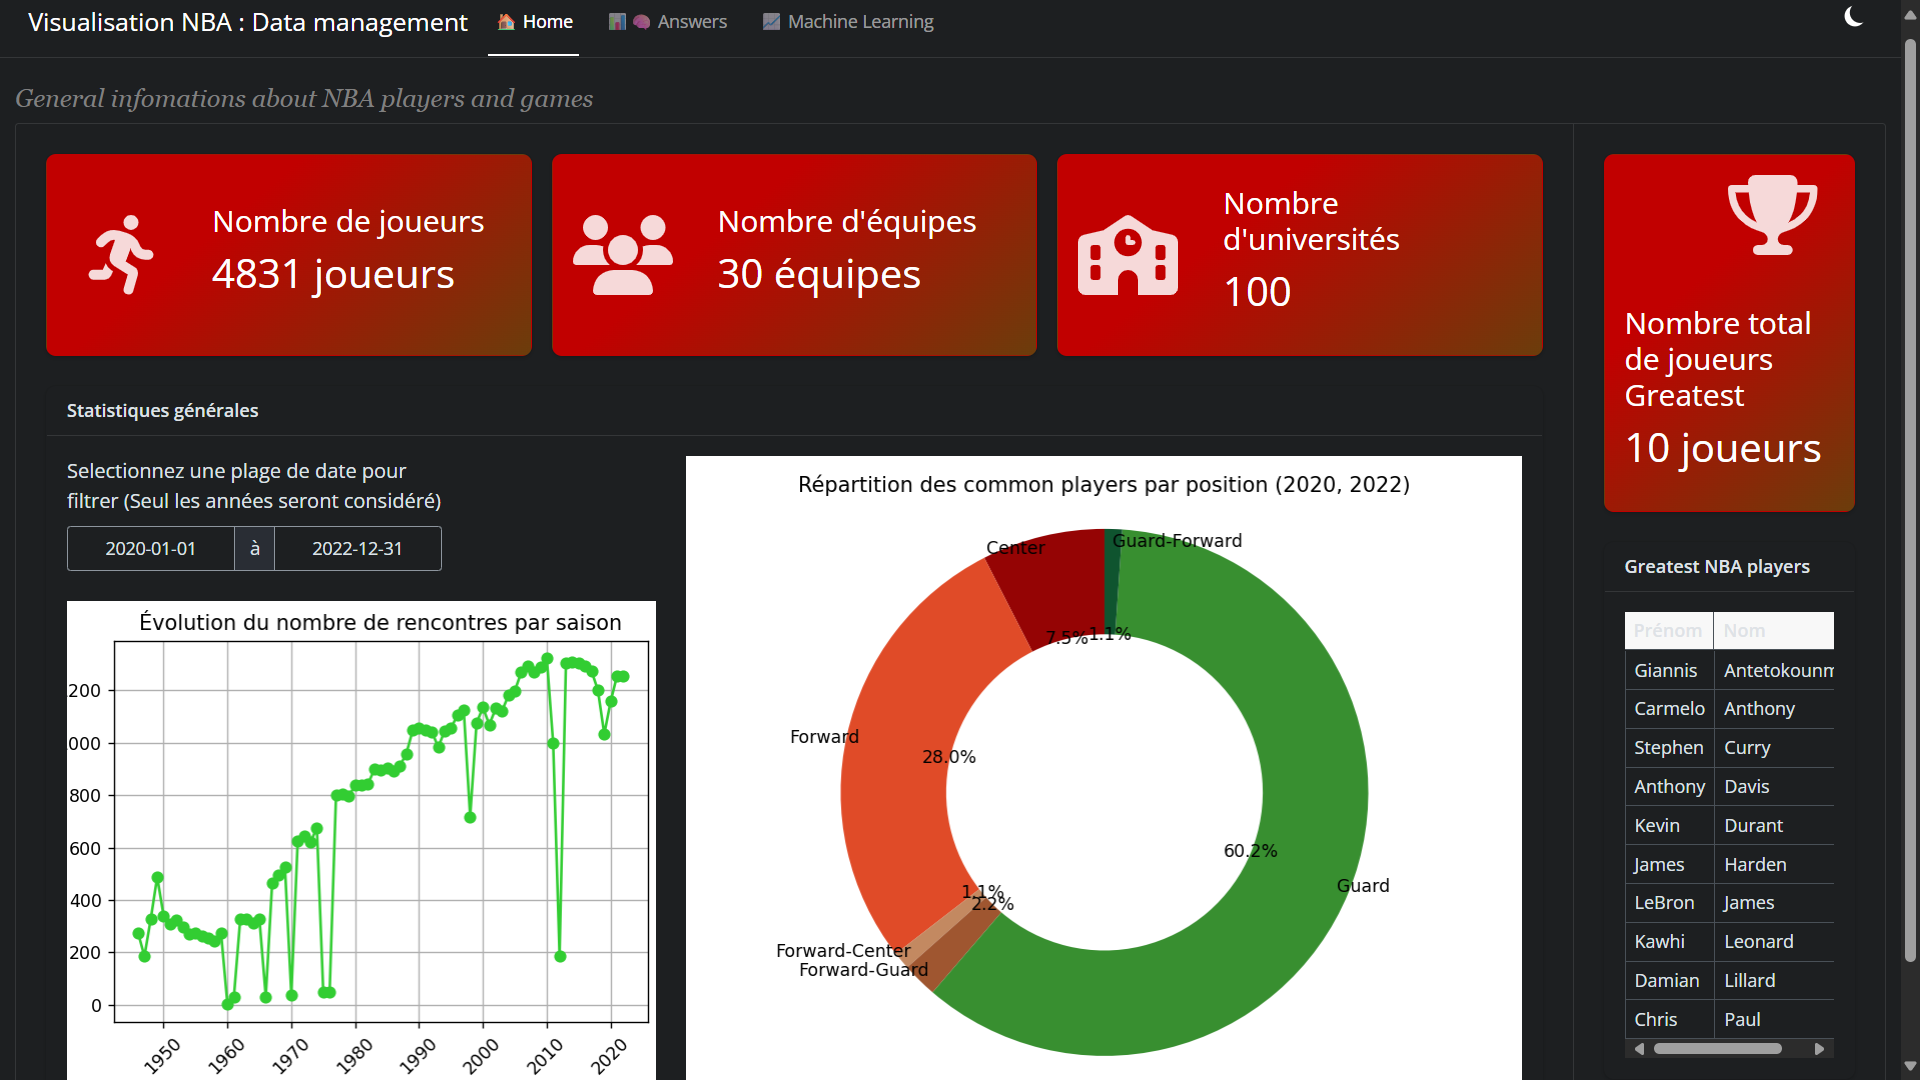 Visualisation NBA : Data management
Home
Answers
Machine Learning
General infomations about NBA players and games
Nombre de joueurs
4831 joueurs
Nombre d'équipes
30 équipes
Nombre
d'universités
100
Nombre total
de joueurs
Greatest
10 joueurs
Statistiques générales
Selectionnez une plage de date pour
filtrer (Seul les années seront considéré)
2020-01-01 à 2022-12-31
Évolution du nombre de rencontres par saison
200
000
800
600
400
200
0
1950 1960 1970 1980 1990 2000 2010 2020
Répartition des common players par position (2020, 2022)
Center
Guard-Forward
7.5%
1.1%
Forward
28.0%
60.2%
Guard
1.1%
2.2%
Forward-Center
Forward-Guard
Greatest NBA players
Prénom Nom
Giannis Antetokounm
Carmelo Anthony
Stephen Curry
Anthony Davis
Kevin Durant
James Harden
LeBron James
Kawhi Leonard
Damian Lillard
Chris Paul